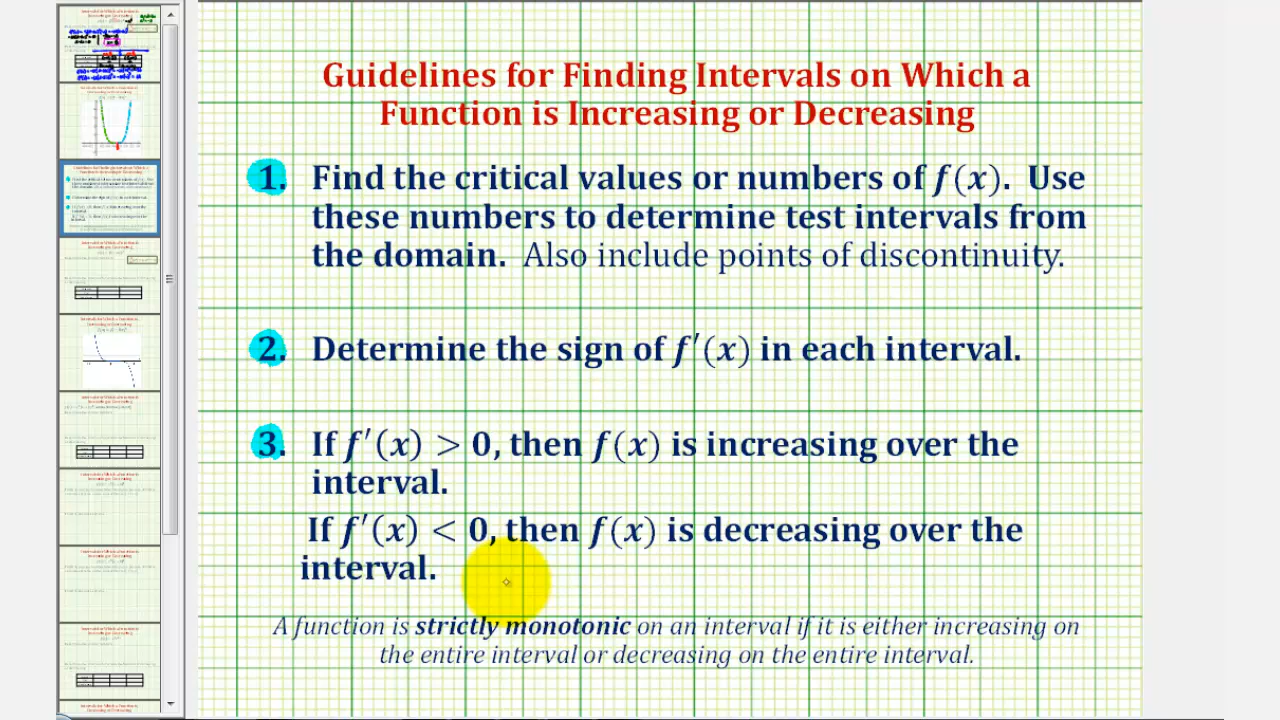 Guidelines for Finding Intervals on Which a
Function is Increasing or Decreasing
1. Find the critical values or numbers of f(x). Use
these numbers to determine test intervals from
the domain. Also include points of discontinuity.
2. Determine the sign of f′(x) in each interval.
3. If f′(x) > 0, then f(x) is increasing over the
interval.
If f′(x) < 0, then f(x) is decreasing over the
interval.
A function is strictly monotonic on an interval if it is either increasing on
the entire interval or decreasing on the entire interval.